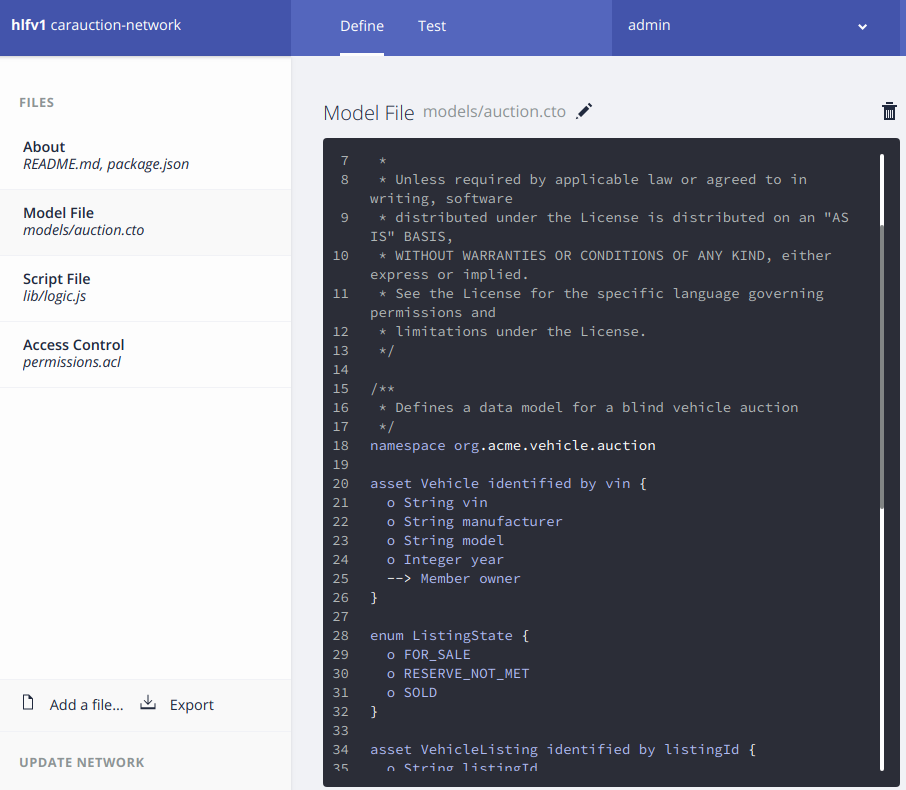 hlfv1 carauction-network
Define
Test
admin
FILES
About
README.md, package.json
Model File
models/auction.cto
Script File
lib/logic.js
Access Control
permissions.acl
Add a file...
Export
UPDATE NETWORK
Model File models/auction.cto
7 *
8 * Unless required by applicable law or agreed to in
writing, software
9 * distributed under the License is distributed on an "AS
IS" BASIS,
10 * WITHOUT WARRANTIES OR CONDITIONS OF ANY KIND, either
express or implied.
11 * See the License for the specific language governing
permissions and
12 * limitations under the License.
13 */
14
15 /**
16 * Defines a data model for a blind vehicle auction
17 */
18 namespace org.acme.vehicle.auction
19
20 asset Vehicle identified by vin {
21 o String vin
22 o String manufacturer
23 o String model
24 o Integer year
25 --> Member owner
26 }
27
28 enum ListingState {
29 o FOR_SALE
30 o RESERVE_NOT_MET
31 o SOLD
32 }
33
34 asset VehicleListing identified by listingId {
35 o String listingId